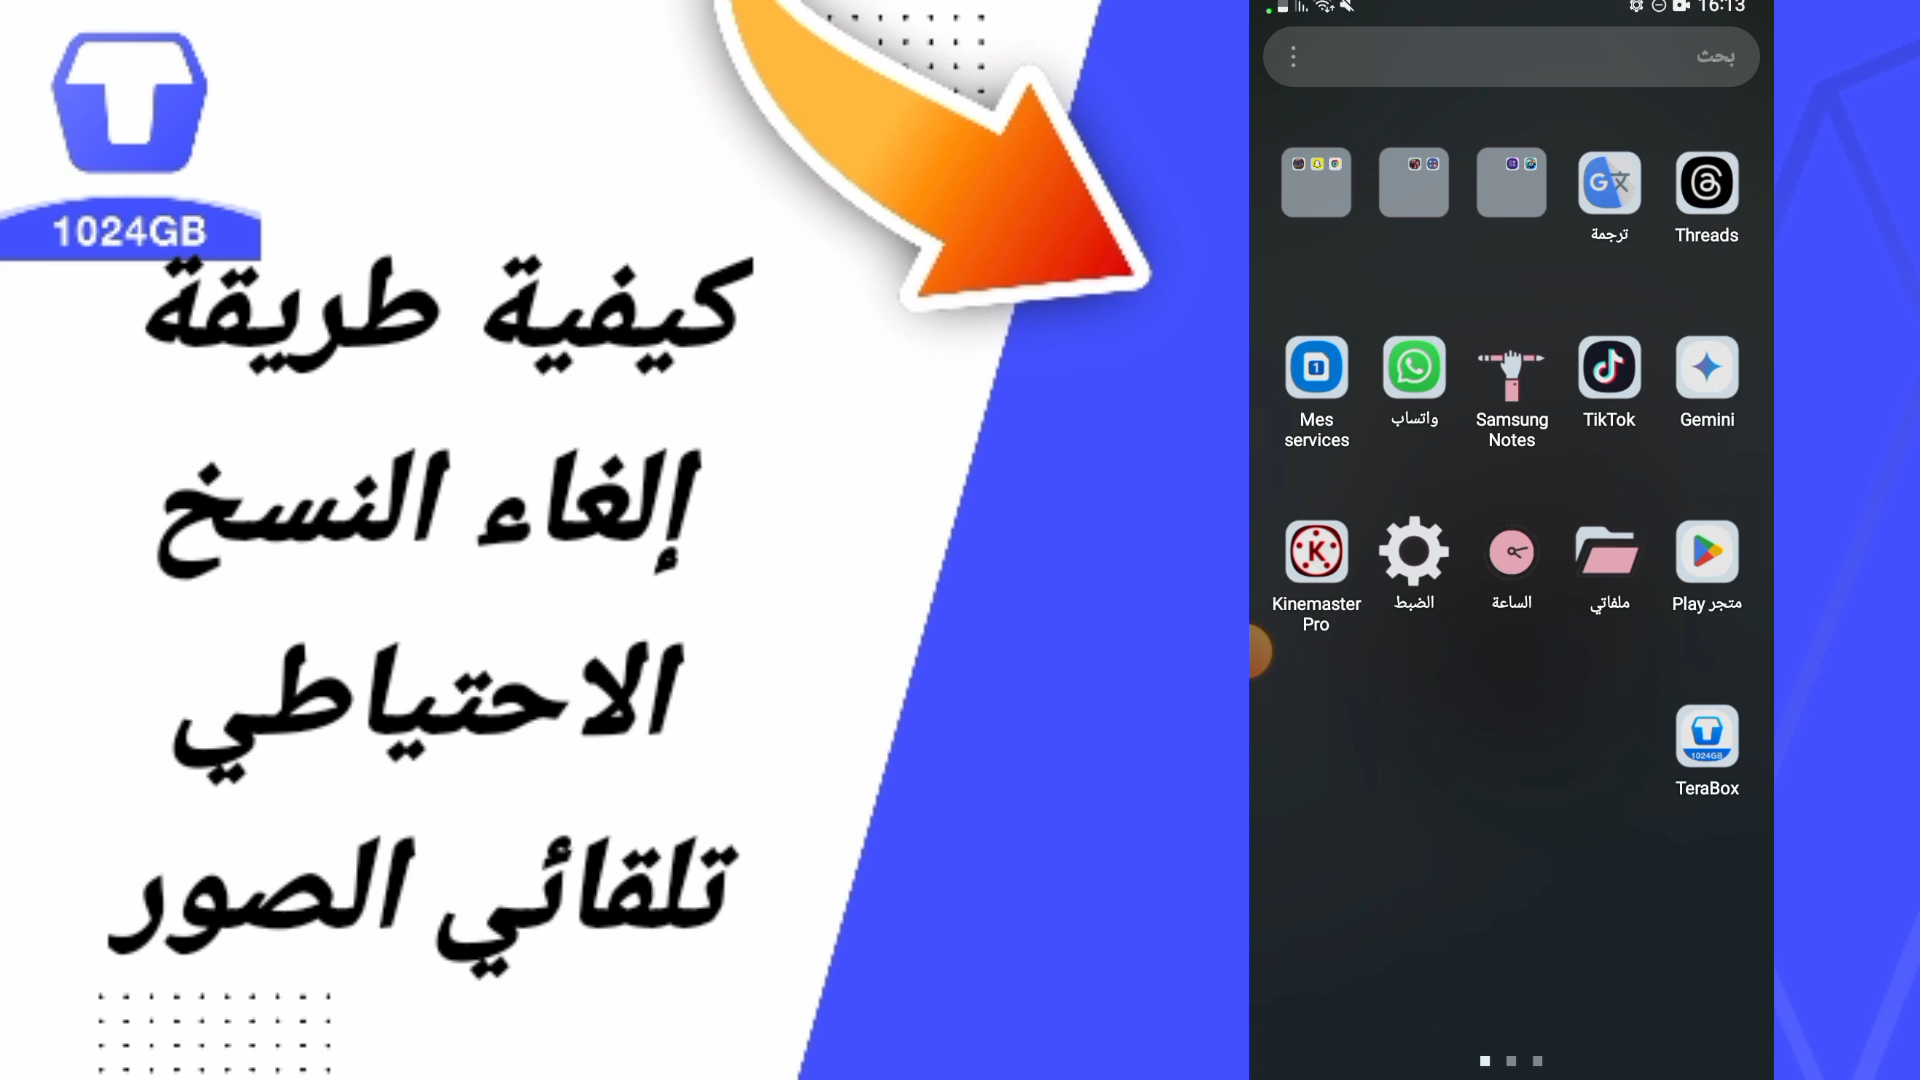 1024GB
كيفية طريقة
إلغاء النسخ
الاحتياطي
تلقائي الصور
16:13
بحث
ترجمة
Threads
Mes services
واتساب
Samsung Notes
TikTok
Gemini
Kinemaster Pro
الضبط
الساعة
ملفاتي
متجر Play
1024GB
TeraBox